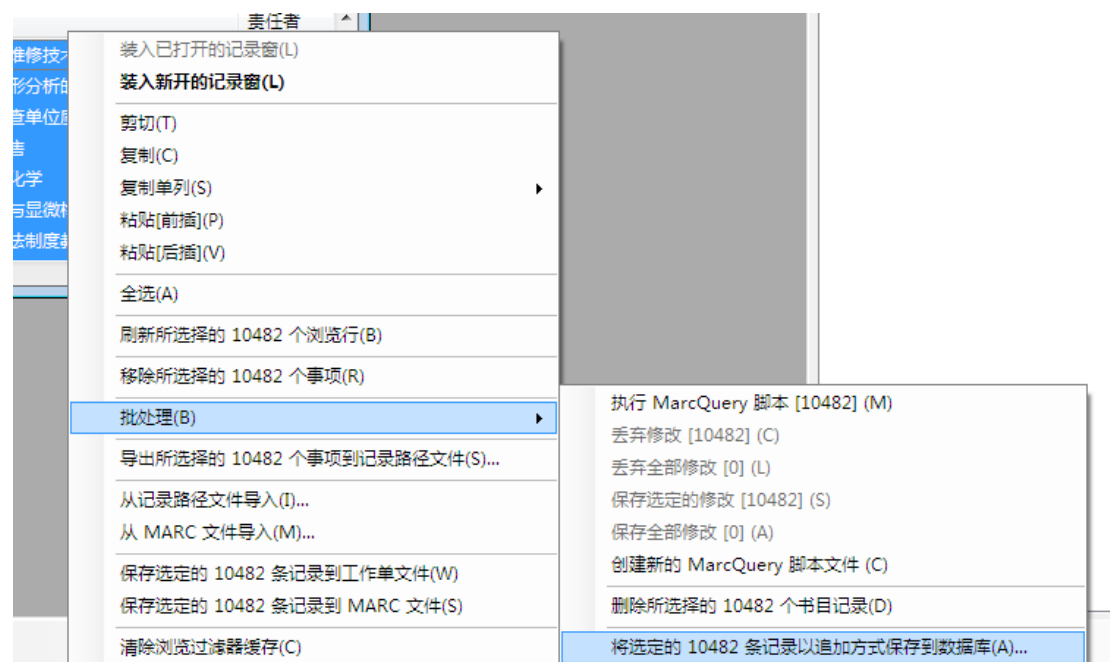 责任者
维修技
形分析的
查单位
售
化学
与显微
法制度
装入已打开的记录窗(L)
装入新开的记录窗(L)
剪切(T)
复制(C)
复制单列(S)
粘贴[前插](P)
粘贴[后插](V)
全选(A)
刷新所选择的 10482 个浏览行(B)
移除所选择的 10482 个事项(R)
批处理(B)
导出所选择的 10482 个事项到记录路径文件(S)...
从记录路径文件导入(I)...
从 MARC 文件导入(M)...
保存选定的 10482 条记录到工作单文件(W)
保存选定的 10482 条记录到 MARC 文件(S)
清除浏览过滤器缓存(C)
执行 MarcQuery 脚本 [10482] (M)
丢弃修改 [10482] (C)
丢弃全部修改 [0] (L)
保存选定的修改 [10482] (S)
保存全部修改 [0] (A)
创建新的 MarcQuery 脚本文件 (C)
删除所选择的 10482 个书目记录(D)
将选定的 10482 条记录以追加方式保存到数据库(A)...